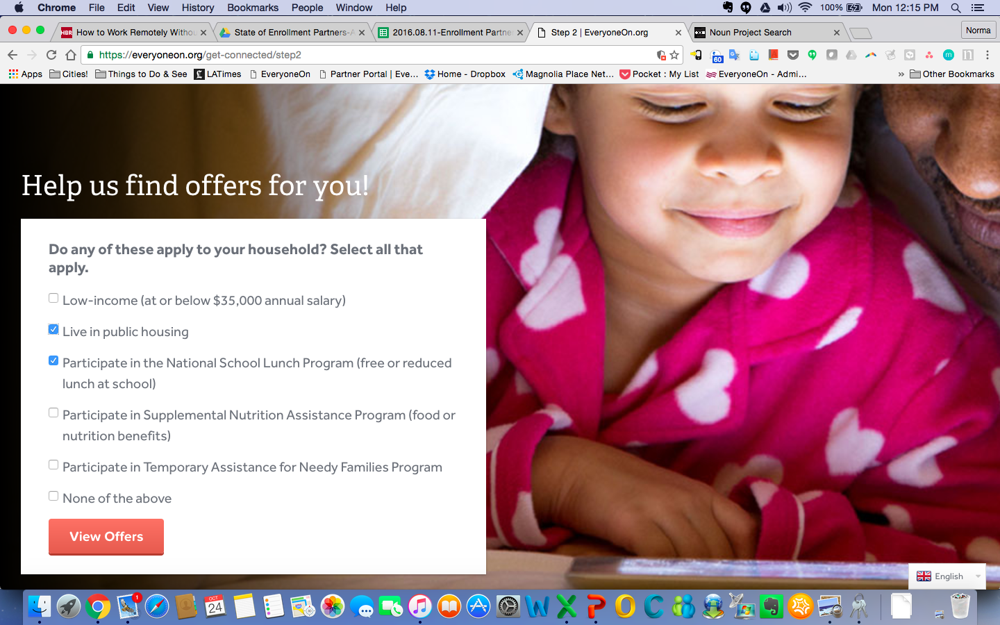 Chrome File Edit View History Bookmarks People Window Help 100% Mon 12:15 PM
HBR How to Work Remotely Witho State of Enrollment Partners-A 2016.08.11-Enrollment Partne Step 2 | EveryoneOn.org Noun Project Search Norma
https://everyoneon.org/get-connected/step2 60 m n
Apps Cities! Things to Do & See LATimes EveryoneOn Partner Portal | Eve... Home - Dropbox Magnolia Place Net... Pocket : My List EveryoneOn - Admi... » Other Bookmarks
Help us find offers for you!
Do any of these apply to your household? Select all that
apply.
Low-income (at or below $35,000 annual salary)
Live in public housing
Participate in the National School Lunch Program (free or reduced
lunch at school)
Participate in Supplemental Nutrition Assistance Program (food or
nutrition benefits)
Participate in Temporary Assistance for Needy Families Program
None of the above
View Offers
English
1 OCT
24